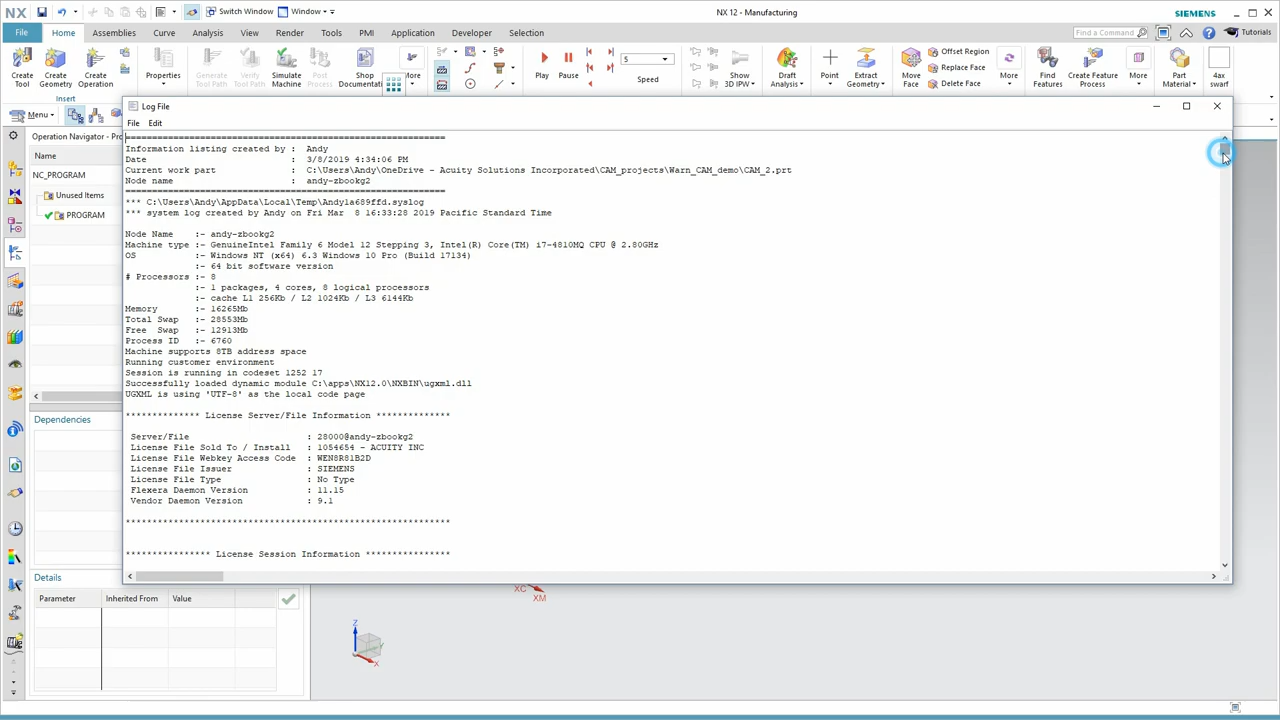 NX
Switch Window
Window
NX 12 - Manufacturing
SIEMENS
File
Home
Assemblies
Curve
Analysis
View
Render
Tools
PMI
Application
Developer
Selection
Find a Command
Tutorials
Create Tool
Create Geometry
Create Operation
Insert
Properties
Generate Tool Path
Verify Tool Path
Simulate Machine
Post Process
Shop Documentation
More
Play
Pause
5
Speed
Show 3D IPW
Draft Analysis
Point
Extract Geometry
Move Face
Offset Region
Replace Face
Delete Face
More
Find Features
Create Feature Process
More
Part Material
4ax swarf
Menu
Log File
File Edit
Operation Navigator - Pro
Name
NC_PROGRAM
Unused Items
PROGRAM
============================================================
Information listing created by : Andy
Date : 3/8/2019 4:34:06 PM
Current work part : C:\Users\Andy\OneDrive - Acuity Solutions Incorporated\CAM_projects\Warn_CAM_demo\CAM_2.prt
Node name : andy-zbookg2
============================================================
*** C:\Users\Andy\AppData\Local\Temp\Andy1a689ffd.syslog
*** system log created by Andy on Fri Mar 8 16:33:28 2019 Pacific Standard Time
Node Name :- andy-zbookg2
Machine type :- GenuineIntel Family 6 Model 12 Stepping 3, Intel(R) Core(TM) i7-4810MQ CPU @ 2.80GHz
OS :- Windows NT (x64) 6.3 Windows 10 Pro (Build 17134)
:- 64 bit software version
# Processors :- 8
:- 1 packages, 4 cores, 8 logical processors
:- cache L1 256Kb / L2 1024Kb / L3 6144Kb
Memory :- 16265Mb
Total Swap :- 28553Mb
Free Swap :- 12913Mb
Process ID :- 6760
Machine supports 8TB address space
Running customer environment
Session is running in codeset 1252 17
Successfully loaded dynamic module C:\apps\NX12.0\NXBIN\ugxml.dll
UGXML is using 'UTF-8' as the local code page
************** License Server/File Information **************
Server/File : 28000@andy-zbookg2
License File Sold To / Install : 1054654 - ACUITY INC
License File Webkey Access Code : WEN8R81B2D
License File Issuer : SIEMENS
License File Type : No Type
Flexera Daemon Version : 11.15
Vendor Daemon Version : 9.1
*************************************************************
**************** License Session Information ****************
Dependencies
Details
Parameter
Inherited From
Value
XC
XM
Z
X